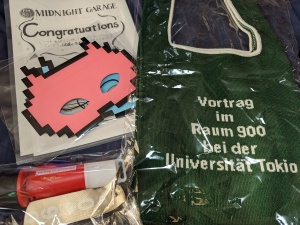 MIDNIGHT GARAGE
Congratuations
Vortrag
im
Raum 900
bei der
Universität Tokio